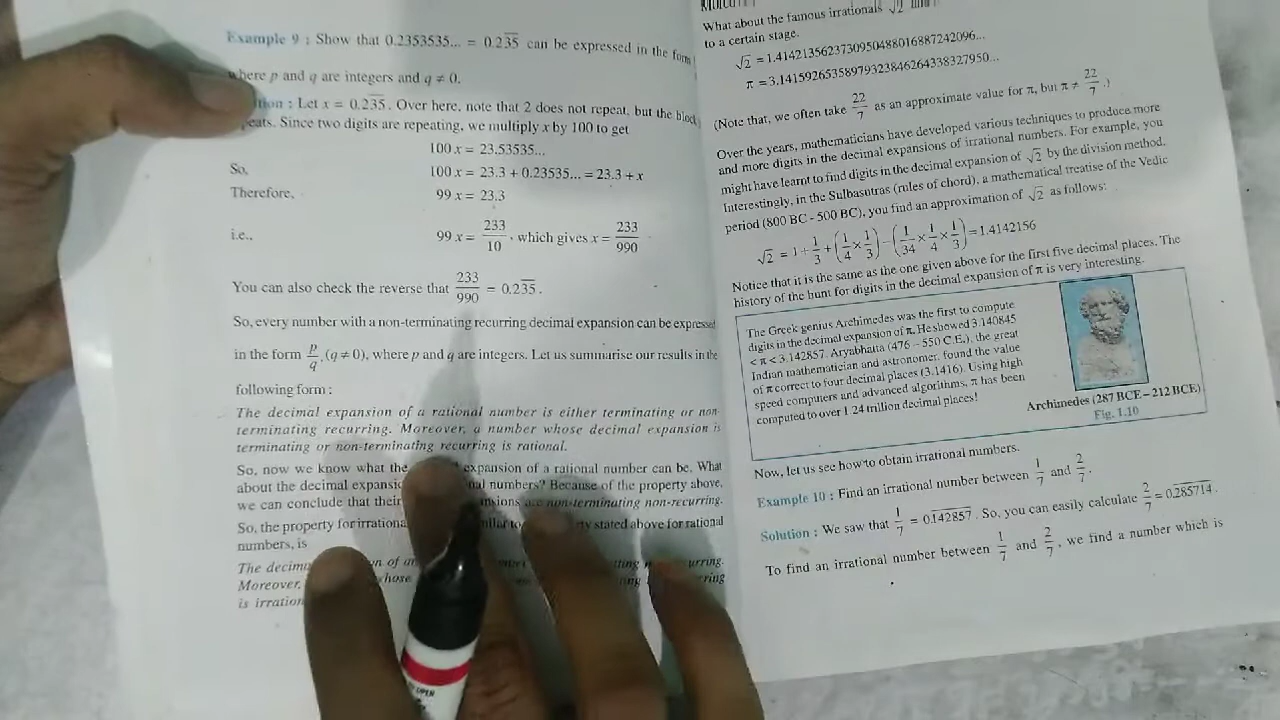 Example 9 : Show that 0.2353535... = 0.2\overline{35} can be expressed in the form
where p and q are integers and q ≠ 0.
: Let x = 0.2\overline{35}. Over here, note that 2 does not repeat, but the block
Since two digits are repeating, we multiply x by 100 to get
100 x = 23.53535...
So, 100 x = 23.3 + 0.23535... = 23.3 + x
Therefore, 99 x = 23.3
i.e., 99 x = 233/10, which gives x = 233/990
You can also check the reverse that 233/990 = 0.2\overline{35}.
So, every number with a non-terminating recurring decimal expansion can be expressed
in the form p/q (q ≠ 0), where p and q are integers. Let us summarise our results in the
following form :
The decimal expansion of a rational number is either terminating or non-
terminating recurring. Moreover, a number whose decimal expansion is
terminating or non-terminating recurring is rational.
So, now we know what the expansion of a rational number can be. What
about the decimal numbers? Because of the property above,
we can conclude that their are non-terminating non-recurring.
So, the property for stated above for rational
numbers, is
The of
Moreover,
is
What about the famous irrationals √2
to a certain stage.
√2 = 1.4142135623730950488016887242096...
π = 3.14159265358979323846264338327950...
(Note that, we often take 22/7 as an approximate value for π, but π ≠ 22/7.)
Over the years, mathematicians have developed various techniques to produce more
and more digits in the decimal expansions of irrational numbers. For example, you
might have learnt to find digits in the decimal expansion of √2 by the division method.
Interestingly, in the Sulbasutras (rules of chord), a mathematical treatise of the Vedic
period (800 BC - 500 BC), you find an approximation of √2 as follows:
√2 = 1 + 1/3 + (1/4 × 1/3) − (1/34 × 1/4 × 1/3) = 1.4142156
Notice that it is the same as the one given above for the first five decimal places. The
history of the hunt for digits in the decimal expansion of π is very interesting.
The Greek genius Archimedes was the first to compute
digits in the decimal expansion of π. He showed 3.140845
< π < 3.142857. Aryabhatta (476 – 550 C.E.), the great
Indian mathematician and astronomer, found the value
of π correct to four decimal places (3.1416). Using high
speed computers and advanced algorithms, π has been
computed to over 1.24 trillion decimal places!
Archimedes (287 BCE – 212 BCE)
Fig. 1.10
Now, let us see how to obtain irrational numbers.
Example 10 : Find an irrational number between 1/7 and 2/7.
Solution : We saw that 1/7 = 0.\overline{142857}. So, you can easily calculate 2/7 = 0.\overline{285714}.
To find an irrational number between 1/7 and 2/7, we find a number which is